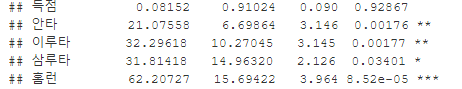 ## 득점 0.08152 0.91024 0.090 0.92867
## 안타 21.07558 6.69864 3.146 0.00176 **
## 이루타 32.29618 10.27045 3.145 0.00177 **
## 삼루타 31.81418 14.96320 2.126 0.03401 *
## 홈런 62.20727 15.69422 3.964 8.52e-05 ***